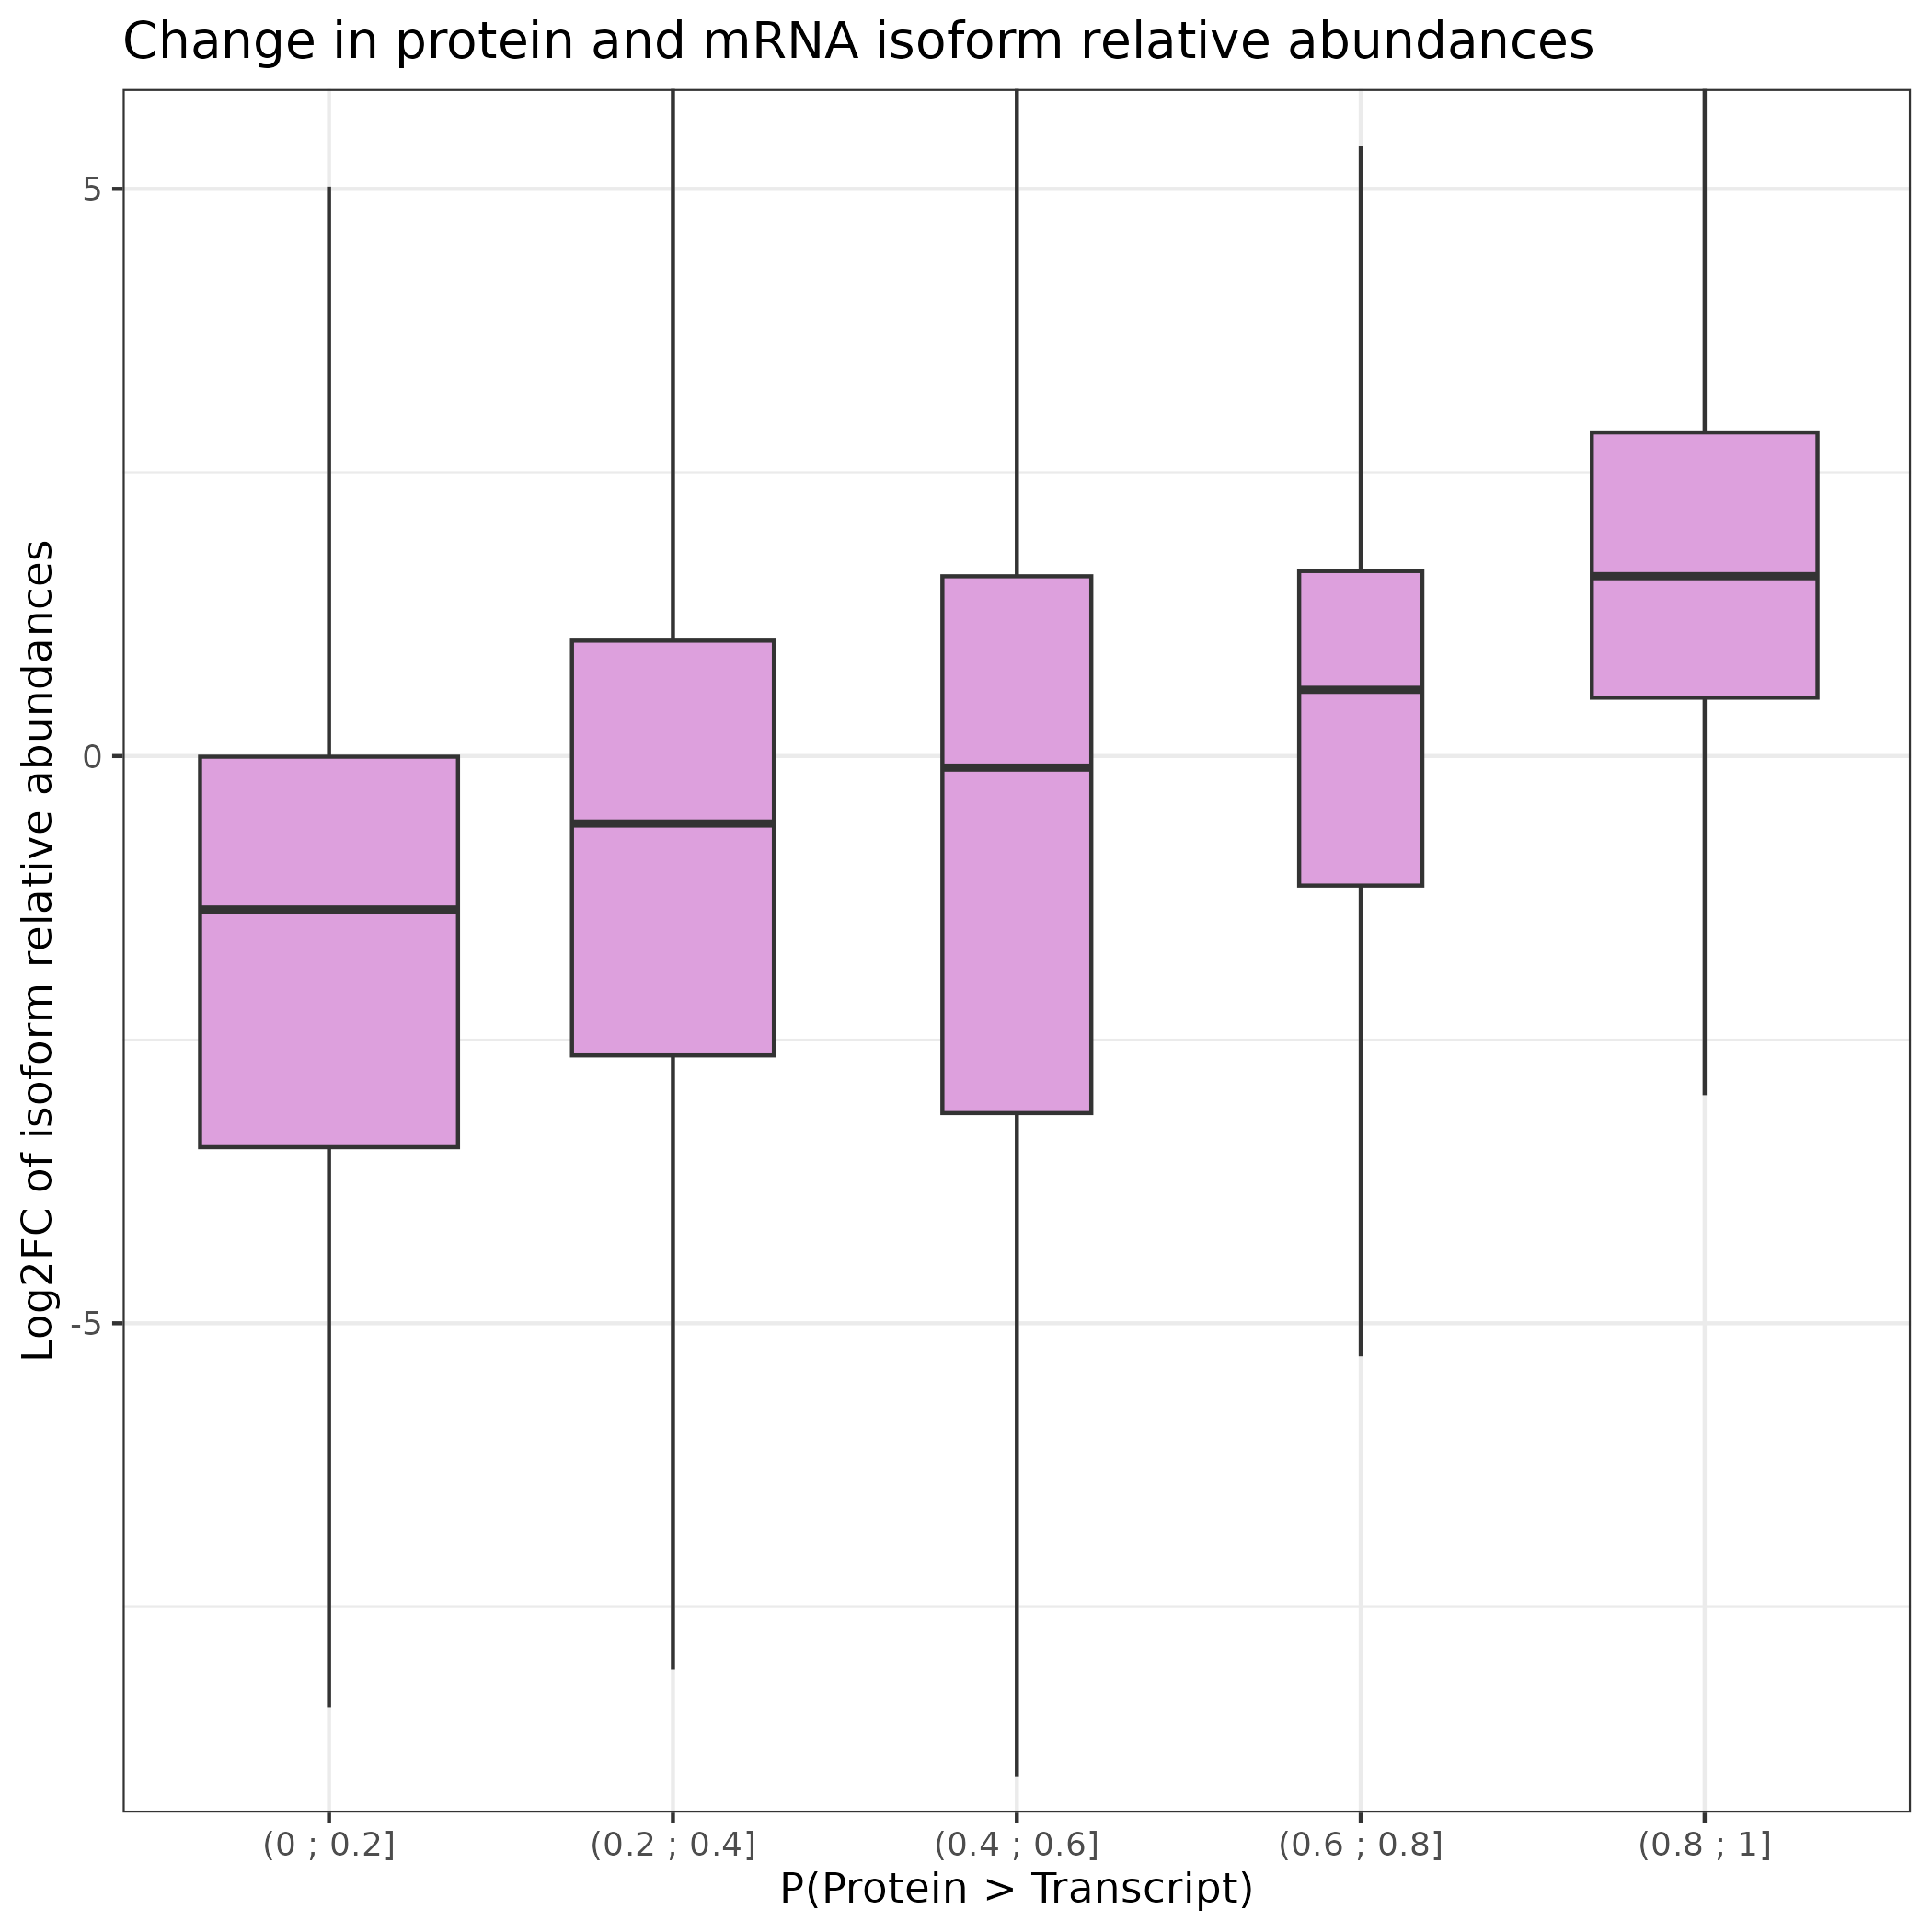 Change in protein and mRNA isoform relative abundances
Log2FC of isoform relative abundances
5
0
-5
(0 ; 0.2]
(0.2 ; 0.4]
(0.4 ; 0.6]
(0.6 ; 0.8]
(0.8 ; 1]
P(Protein > Transcript)